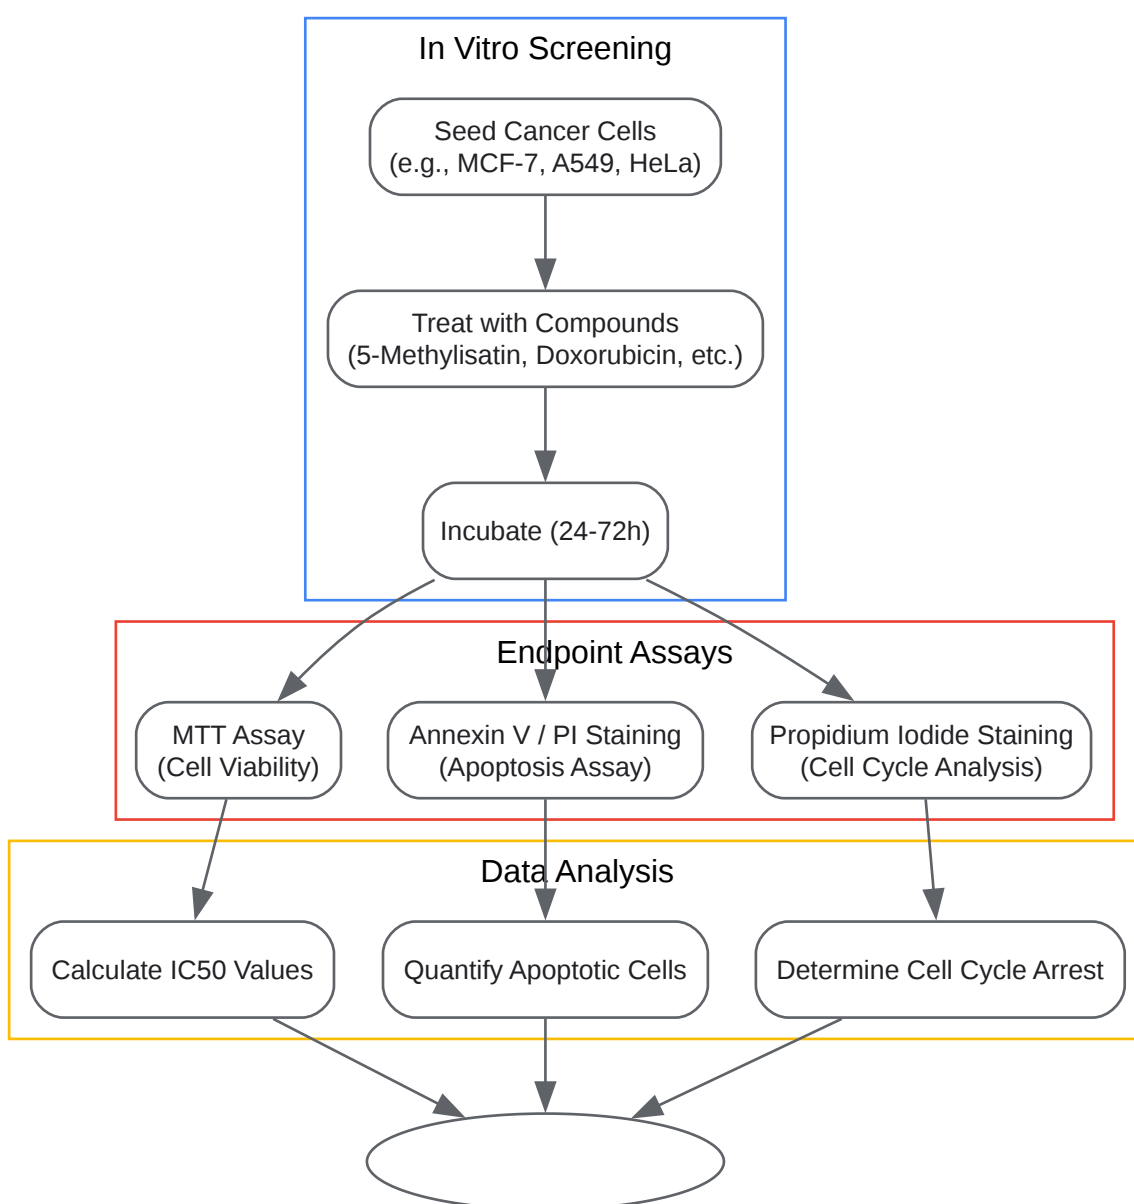 In Vitro Screening
Seed Cancer Cells
(e.g., MCF-7, A549, HeLa)
Treat with Compounds
(5-Methylisatin, Doxorubicin, etc.)
Incubate (24-72h)
Endpoint Assays
MTT Assay
(Cell Viability)
Annexin V / PI Staining
(Apoptosis Assay)
Propidium Iodide Staining
(Cell Cycle Analysis)
Data Analysis
Calculate IC50 Values
Quantify Apoptotic Cells
Determine Cell Cycle Arrest